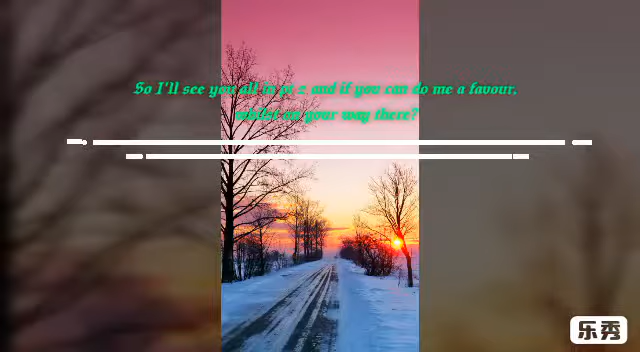 So I'll see you all in pt 2 and if you can do me a favour,
whilst on your way there?
乐秀